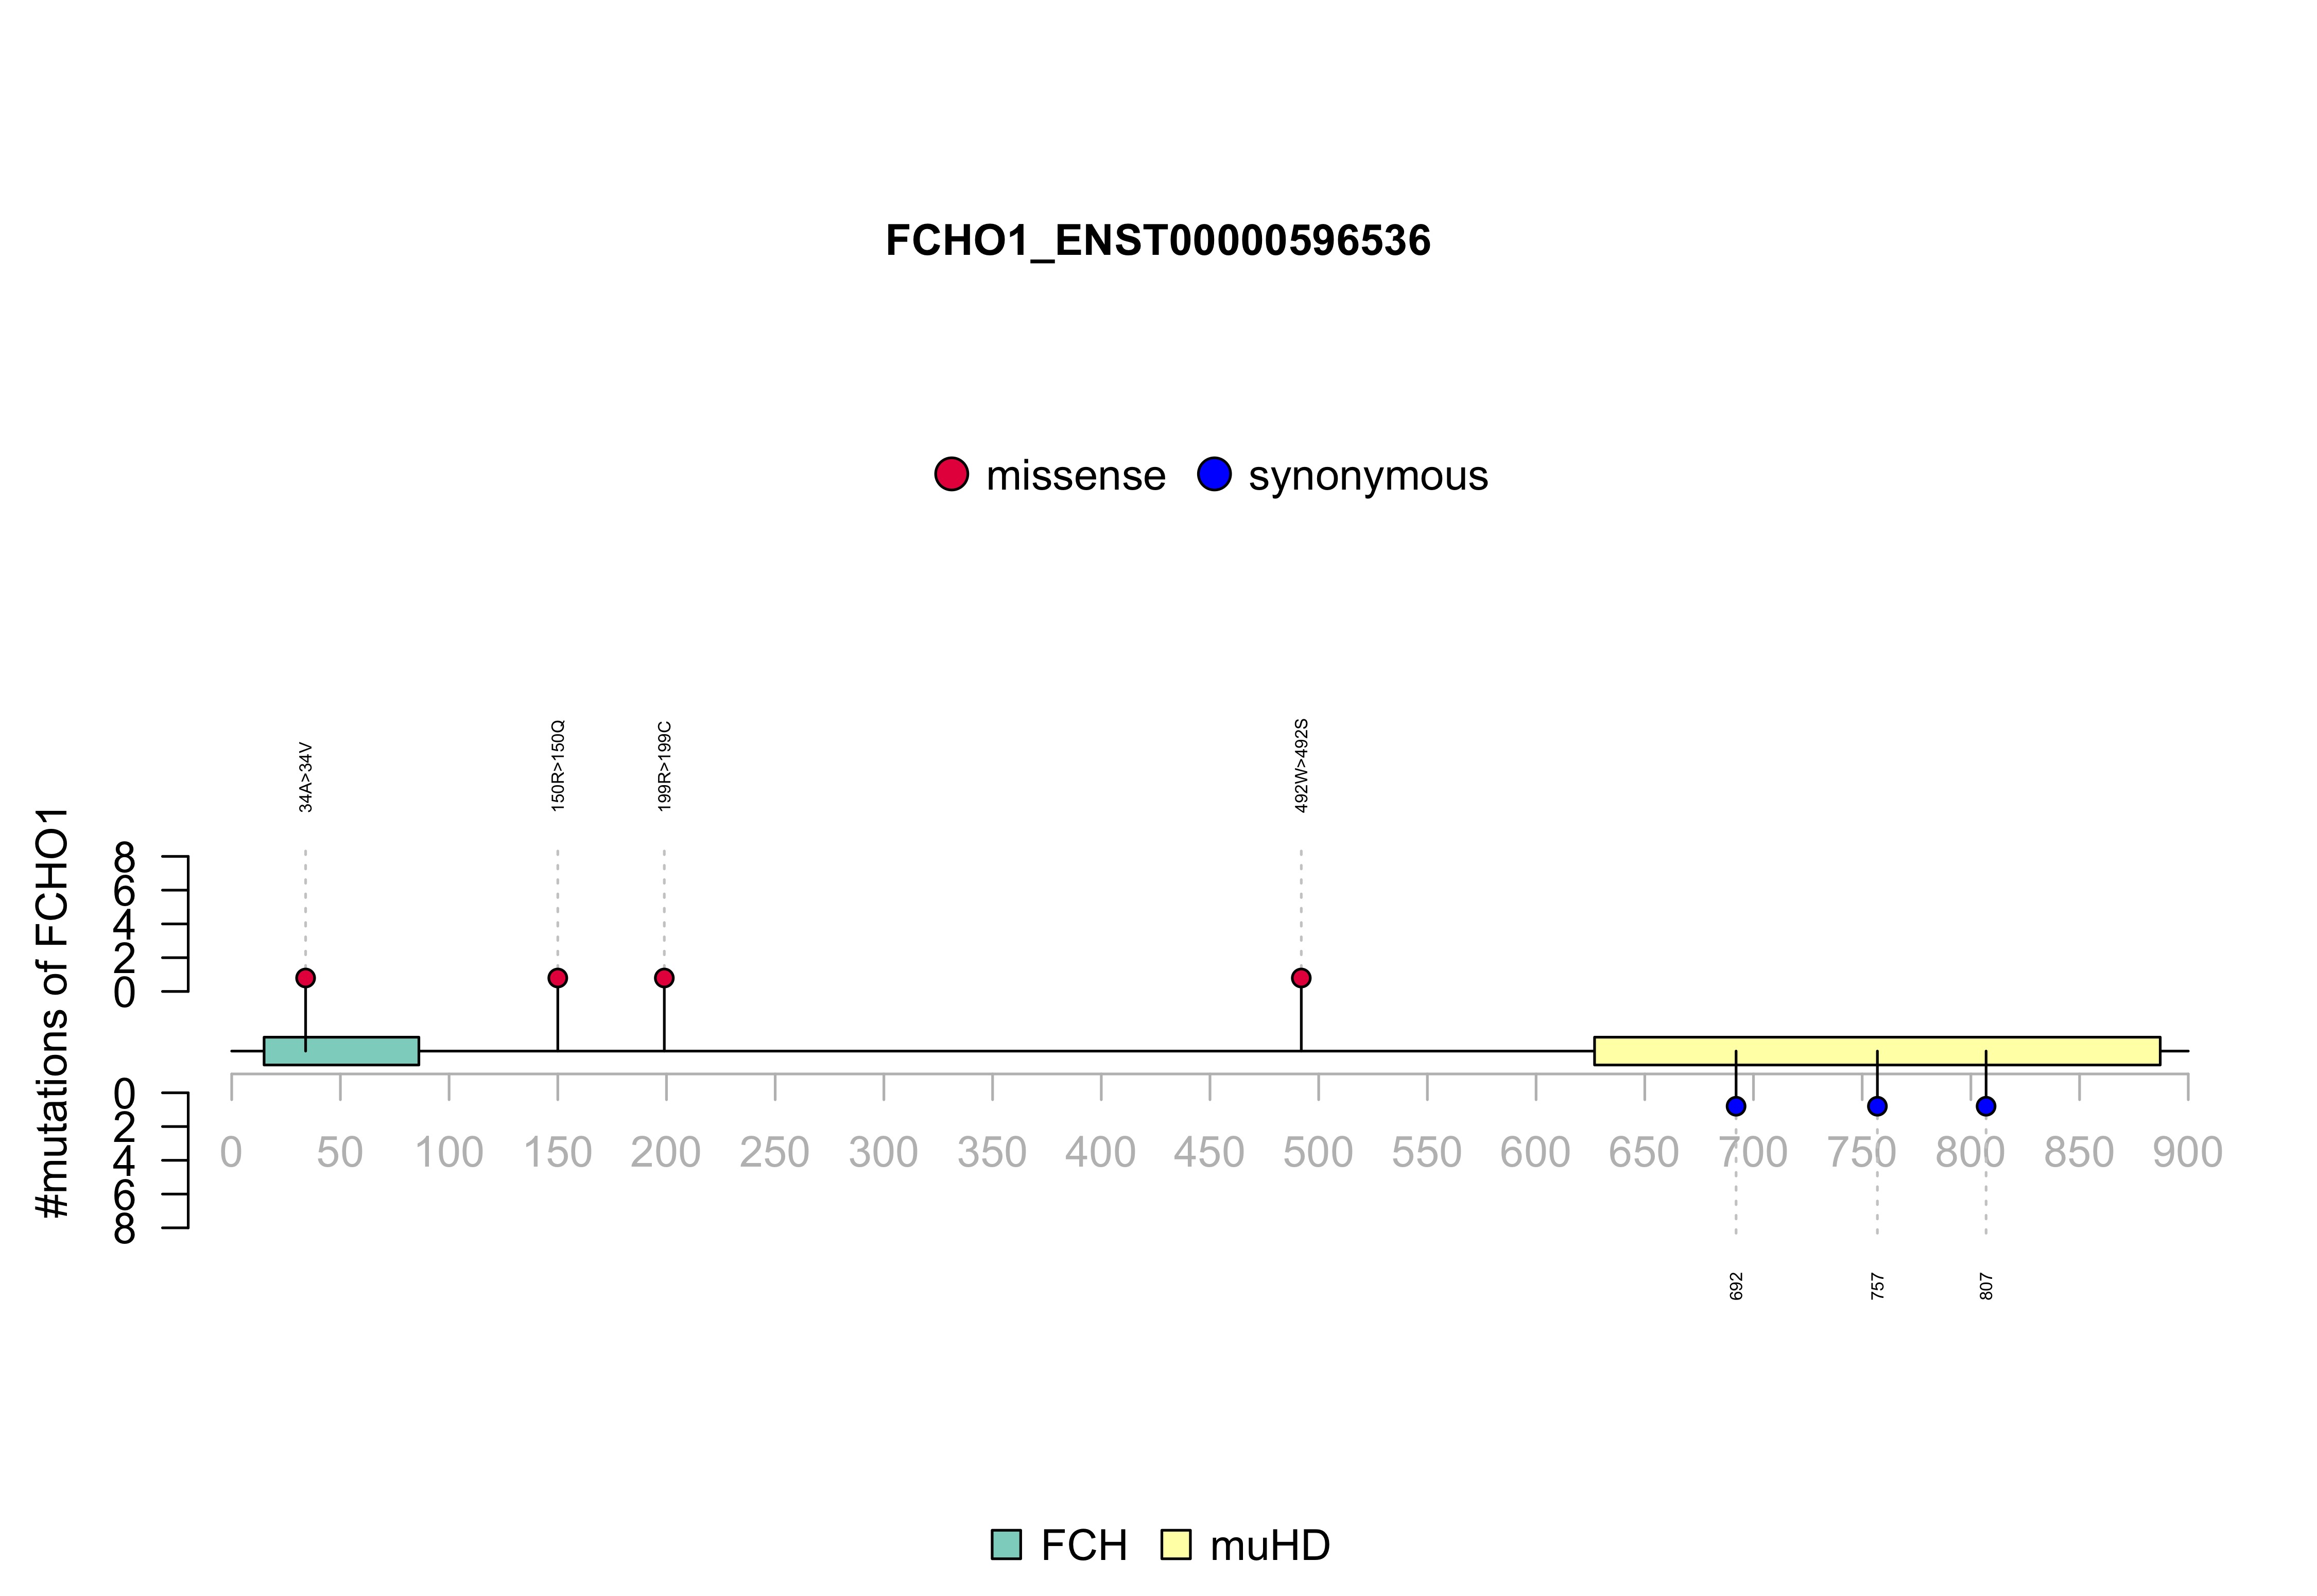 FCHO1_ENST00000596536
missense synonymous
34A>34V
150R>150Q
199R>199C
492W>492S
#mutations of FCHO1
8
6
4
2
0
0
2
4
6
8
0 50 100 150 200 250 300 350 400 450 500 550 600 650 700 750 800 850 900
692
757
807
FCH muHD